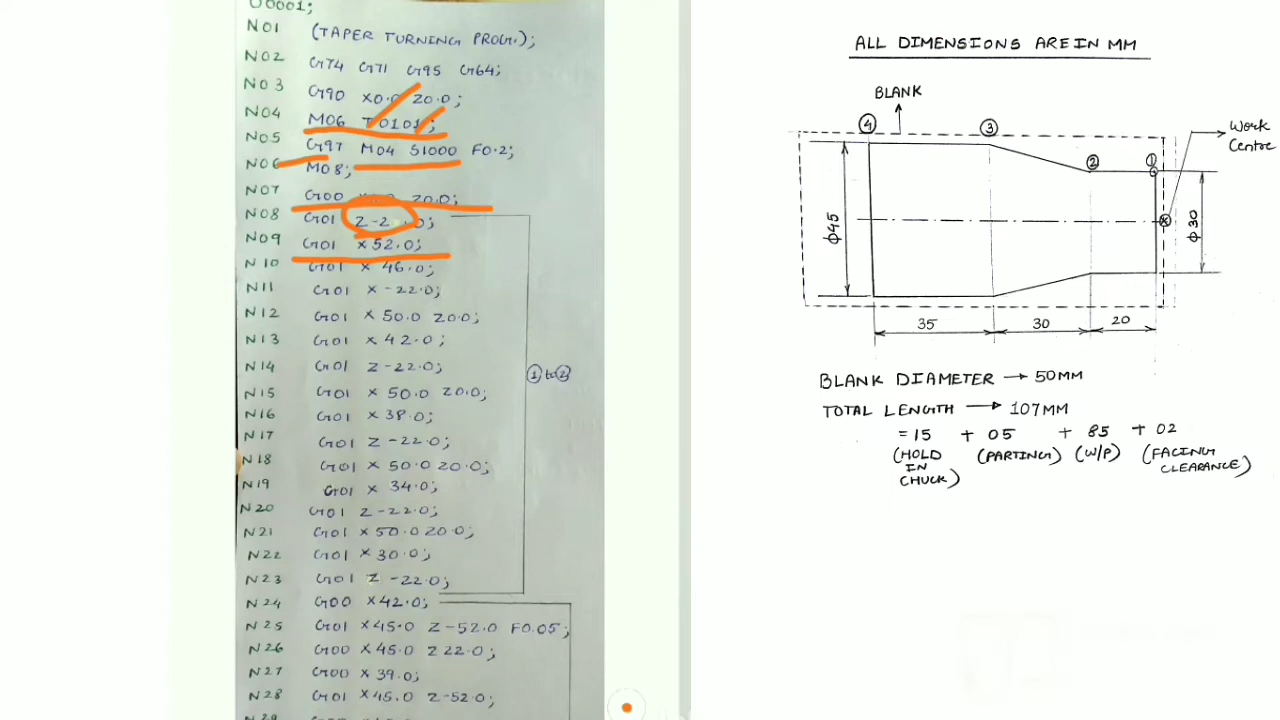 O0001;
N01 (TAPER TURNING PROG.);
N02 G74 G71 G95 G64;
N03 G90 X0.0 Z0.0;
N04 M06 T0101;
N05 G97 M04 S1000 F0.2;
N06 M08;
N07 G00 Z0.0;
N08 G01 Z-2.0;
N09 G01 X52.0;
N10 G01 X46.0;
N11 G01 X-22.0;
N12 G01 X50.0 Z0.0;
N13 G01 X42.0;
N14 G01 Z-22.0;
N15 G01 X50.0 Z0.0;
N16 G01 X38.0;
N17 G01 Z-22.0;
N18 G01 X50.0 Z0.0;
N19 G01 X34.0;
N20 G01 Z-22.0;
N21 G01 X50.0 Z0.0;
N22 G01 X30.0;
N23 G01 Z-22.0;
N24 G00 X42.0;
N25 G01 X45.0 Z-52.0 F0.05;
N26 G00 X45.0 Z22.0;
N27 G00 X39.0;
N28 G01 X45.0 Z-52.0;
N29
① to ②
ALL DIMENSIONS ARE IN MM
BLANK
④ ③ ② ①
WORK
CENTRE
φ45
φ30
35 30 20
BLANK DIAMETER → 50MM
TOTAL LENGTH → 107MM
= 15 + 05 + 85 + 02
(HOLD (PARTING) (W/P) (FACING
IN CLEARANCE)
CHUCK)